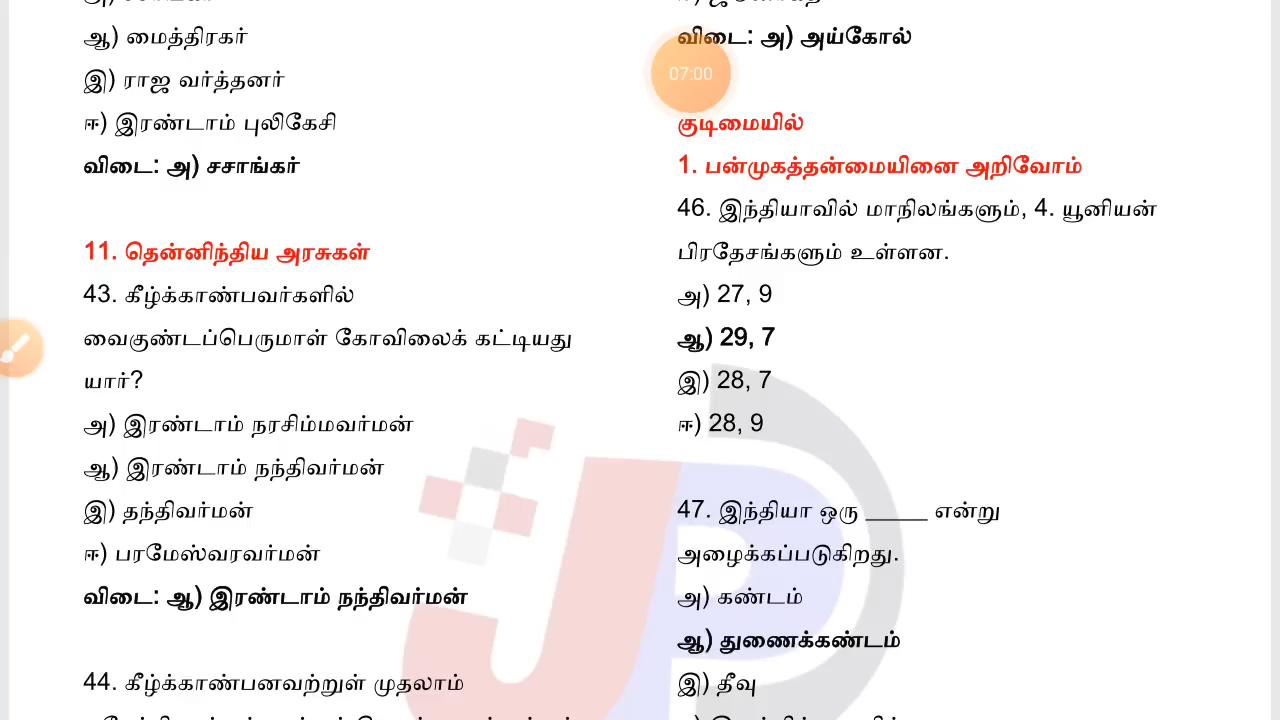 ஆ) மைத்திரகர்
இ) ராஜ வர்த்தனர்
ஈ) இரண்டாம் புலிகேசி
விடை: அ) சசாங்கர்
11. தென்னிந்திய அரசுகள்
43. கீழ்க்காண்பவர்களில்
வைகுண்டப்பெருமாள் கோவிலைக் கட்டியது
யார்?
அ) இரண்டாம் நரசிம்மவர்மன்
ஆ) இரண்டாம் நந்திவர்மன்
இ) தந்திவர்மன்
ஈ) பரமேஸ்வரவர்மன்
விடை: ஆ) இரண்டாம் நந்திவர்மன்
44. கீழ்க்காண்பனவற்றுள் முதலாம்
விடை: அ) அய்கோல்
07:00
குடிமையில்
1. பன்முகத்தன்மையினை அறிவோம்
46. இந்தியாவில் மாநிலங்களும், 4. யூனியன்
பிரதேசங்களும் உள்ளன.
அ) 27, 9
ஆ) 29, 7
இ) 28, 7
ஈ) 28, 9
47. இந்தியா ஒரு _____ என்று
அழைக்கப்படுகிறது.
அ) கண்டம்
ஆ) துணைக்கண்டம்
இ) தீவு